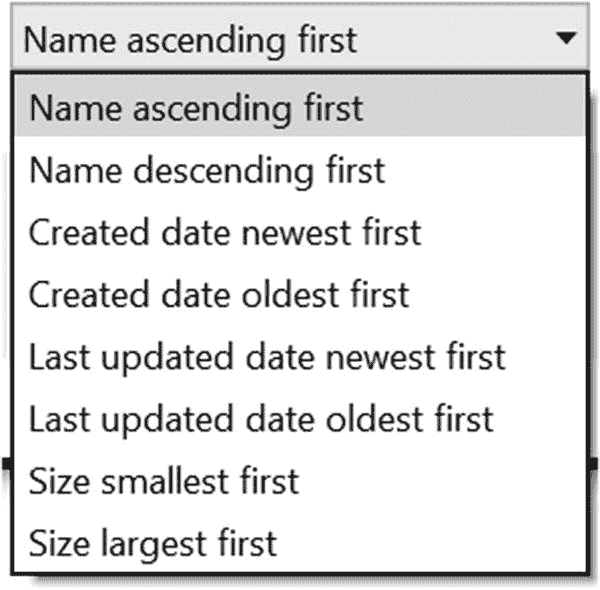 Name ascending first
Name ascending first
Name descending first
Created date newest first
Created date oldest first
Last updated date newest first
Last updated date oldest first
Size smallest first
Size largest first